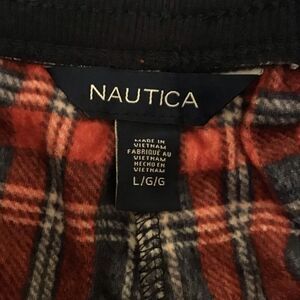 NAUTICA
MADE IN
VIETNAM
FABRIQUÉ AU
VIETNAM
HECHO EN
VIETNAM
L/G/G